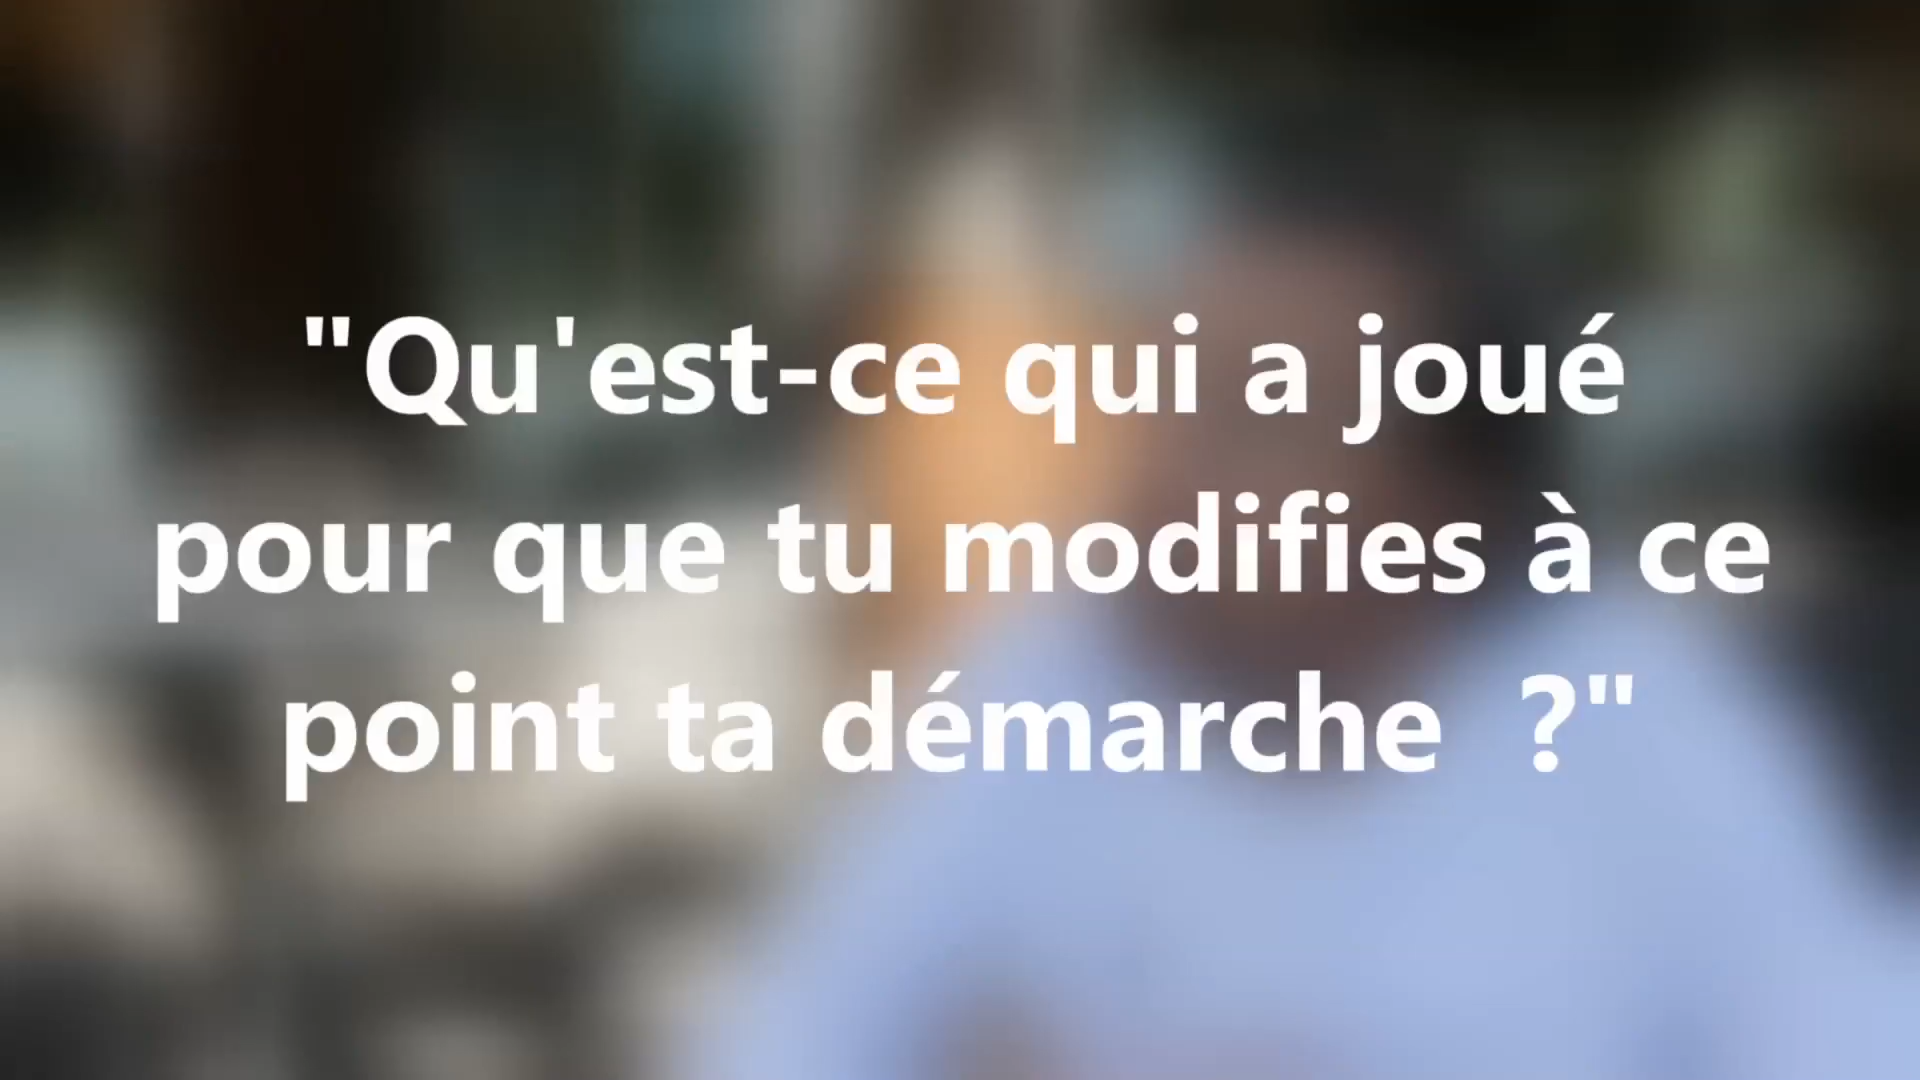 "Qu'est-ce qui a joué
pour que tu modifies à ce
point ta démarche  ?"